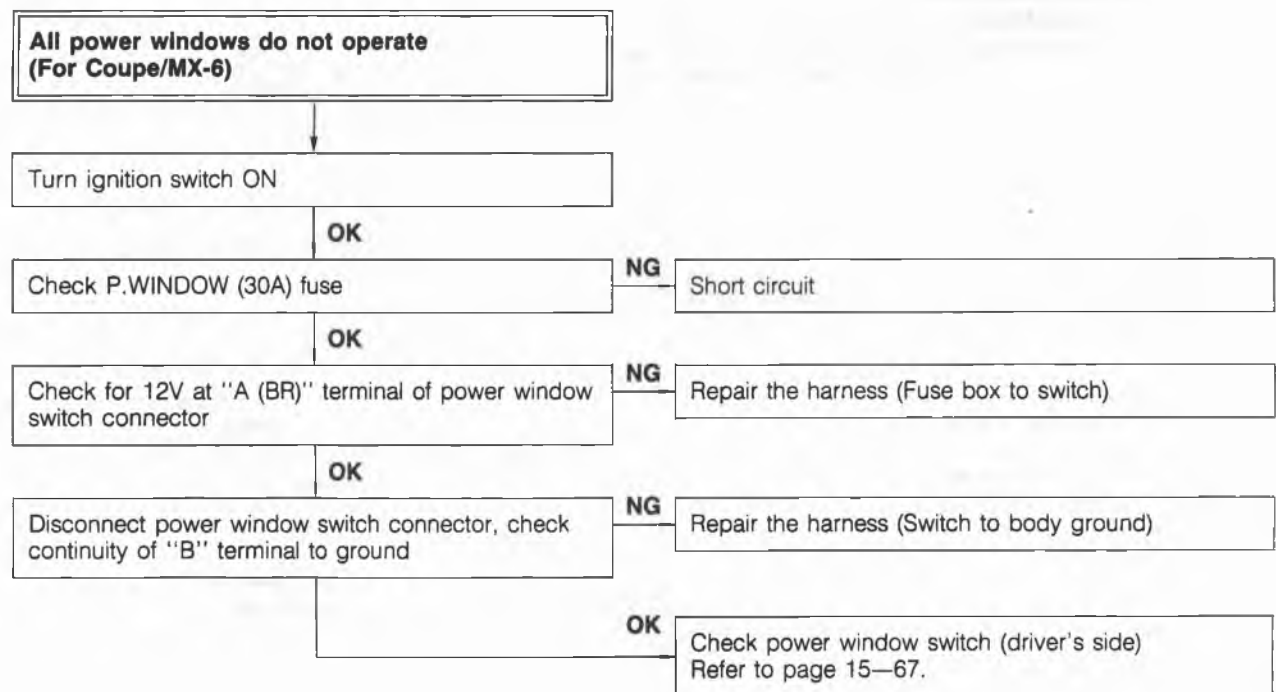 All power windows do not operate
(For Coupe/MX-6)
Turn ignition switch ON
OK
Check P.WINDOW (30A) fuse
NG
Short circuit
OK
Check for 12V at "A (BR)" terminal of power window
switch connector
NG
Repair the harness (Fuse box to switch)
OK
Disconnect power window switch connector, check
continuity of "B" terminal to ground
NG
Repair the harness (Switch to body ground)
OK
Check power window switch (driver's side)
Refer to page 15—67.